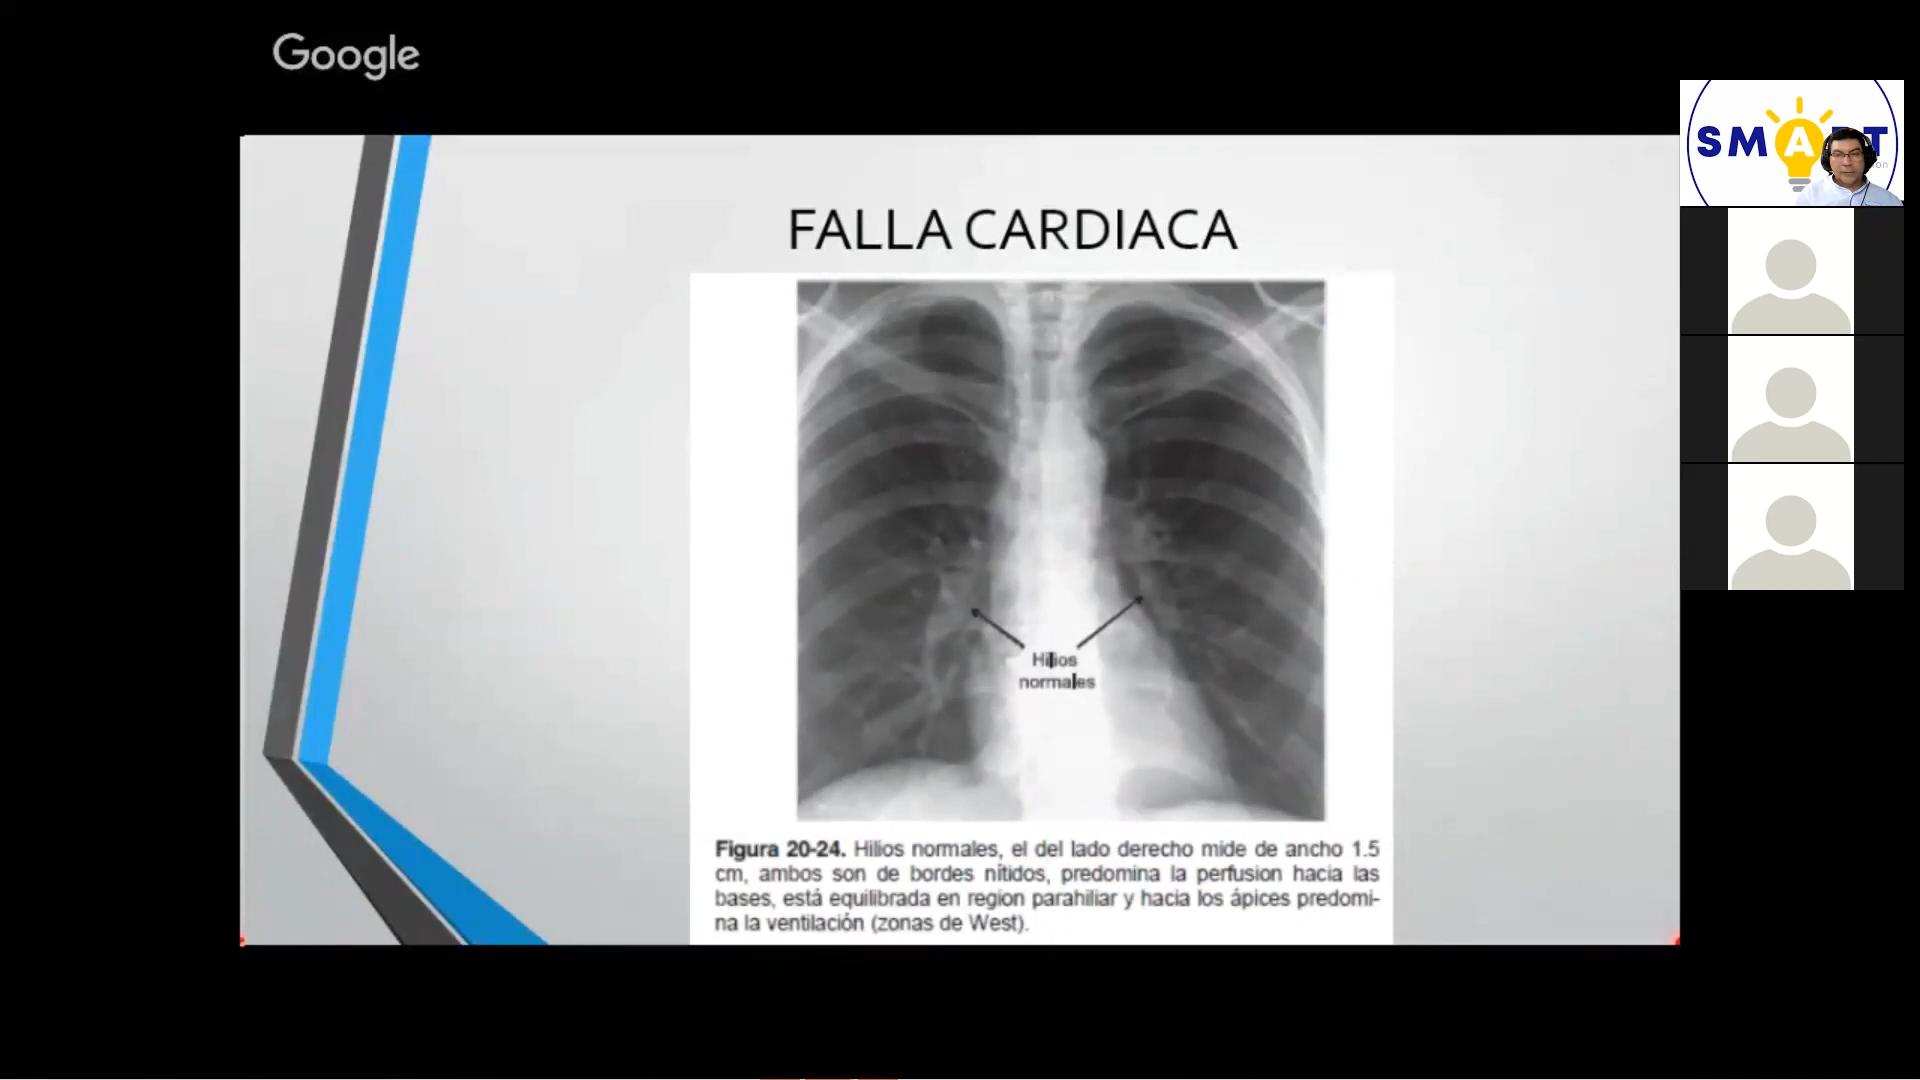 Google
SMART
on
FALLA CARDIACA
Hilios
normales
Figura 20-24. Hilios normales, el del lado derecho mide de ancho 1.5
cm, ambos son de bordes nítidos, predomina la perfusion hacia las
bases, está equilibrada en region parahiliar y hacia los ápices predomi-
na la ventilación (zonas de West).